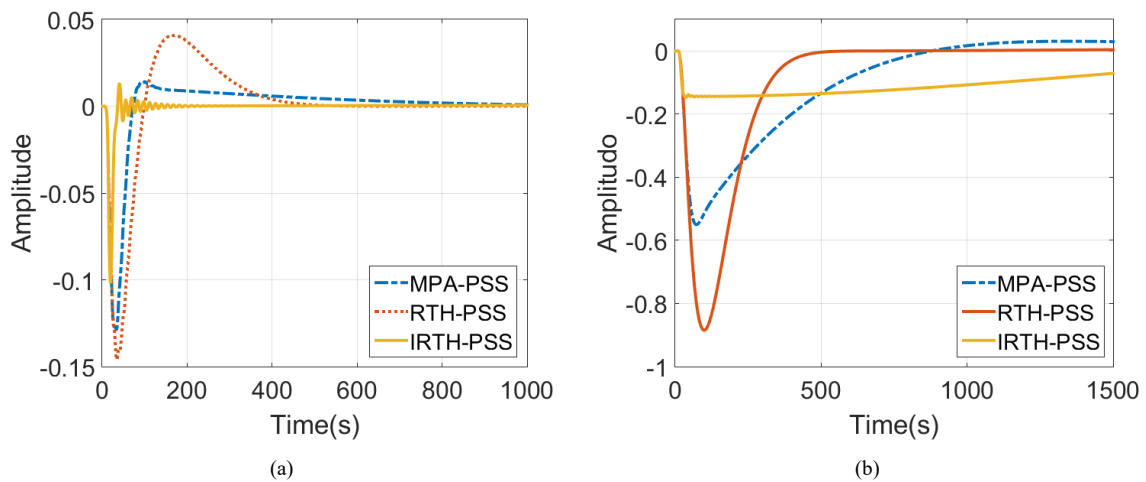 0.05
0
-0.05
-0.1
-0.15
Amplitude
0 200 400 600 800 1000
Time(s)
MPA-PSS
RTH-PSS
IRTH-PSS
(a)
0
-0.2
-0.4
-0.6
-0.8
-1
Amplitudo
0 500 1000 1500
Time(s)
MPA-PSS
RTH-PSS
IRTH-PSS
(b)